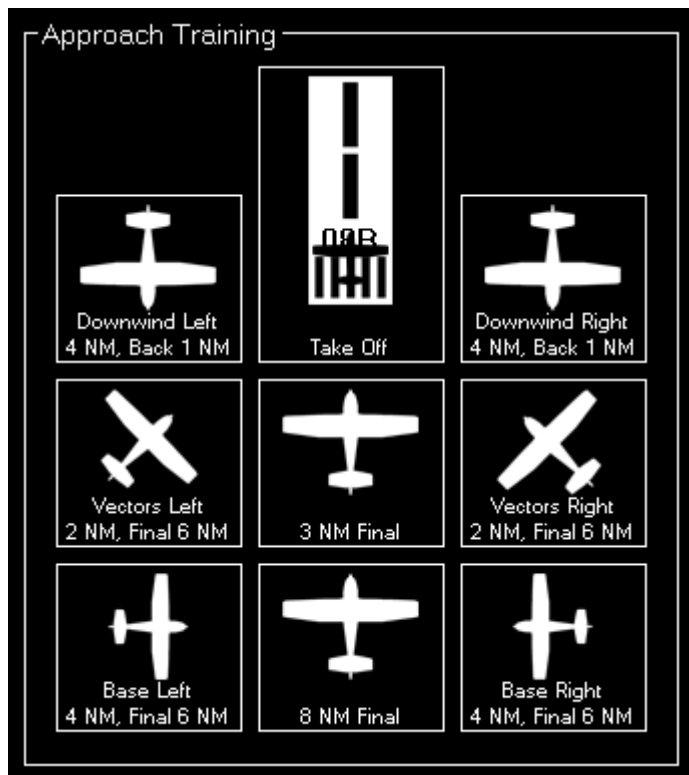 Approach Training
Downwind Left
4 NM, Back 1 NM
Take Off
Downwind Right
4 NM, Back 1 NM
Vectors Left
2 NM, Final 6 NM
3 NM Final
Vectors Right
2 NM, Final 6 NM
Base Left
4 NM, Final 6 NM
8 NM Final
Base Right
4 NM, Final 6 NM